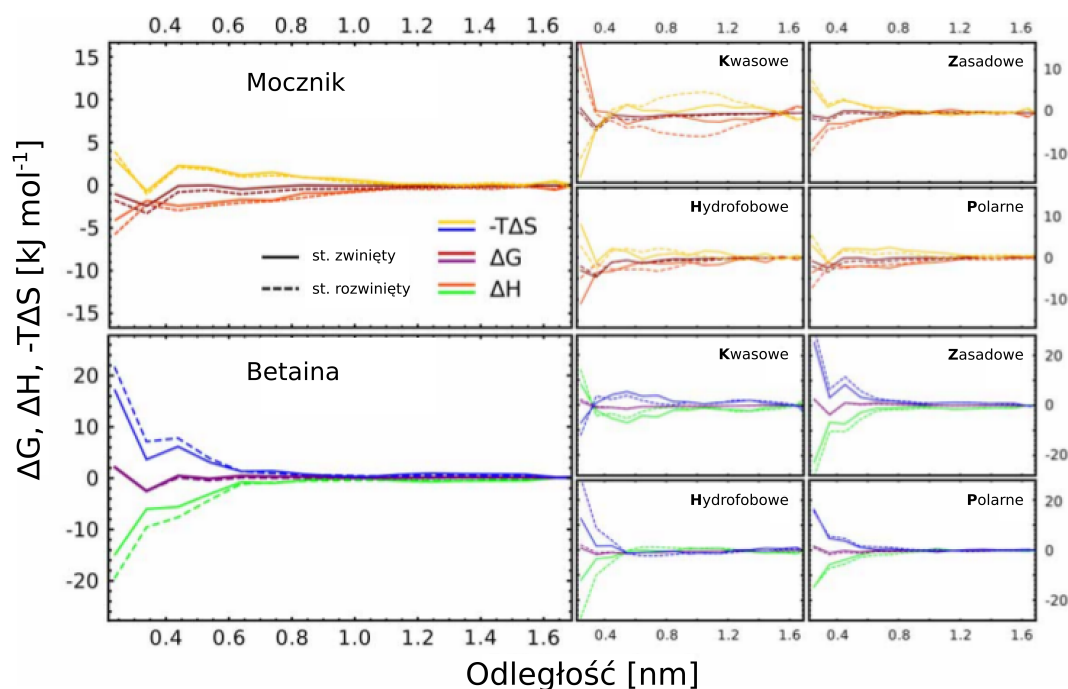 0.4 0.6 0.8 1.0 1.2 1.4 1.6
0.4 0.8 1.2 1.6
0.4 0.8 1.2 1.6
15
10
5
0
-5
-10
-15
Mocznik
st. zwinięty
st. rozwinięty
-TΔS
ΔG
ΔH
Kwasowe
Zasadowe
10
0
-10
Hydrofobowe
Polarne
10
0
-10
ΔG, ΔH, -TΔS [kJ mol⁻¹]
20
10
0
-10
-20
Betaina
Kwasowe
Zasadowe
20
0
-20
Hydrofobowe
Polarne
20
0
-20
0.4 0.6 0.8 1.0 1.2 1.4 1.6
0.4 0.8 1.2 1.6
0.4 0.8 1.2 1.6
Odległość [nm]